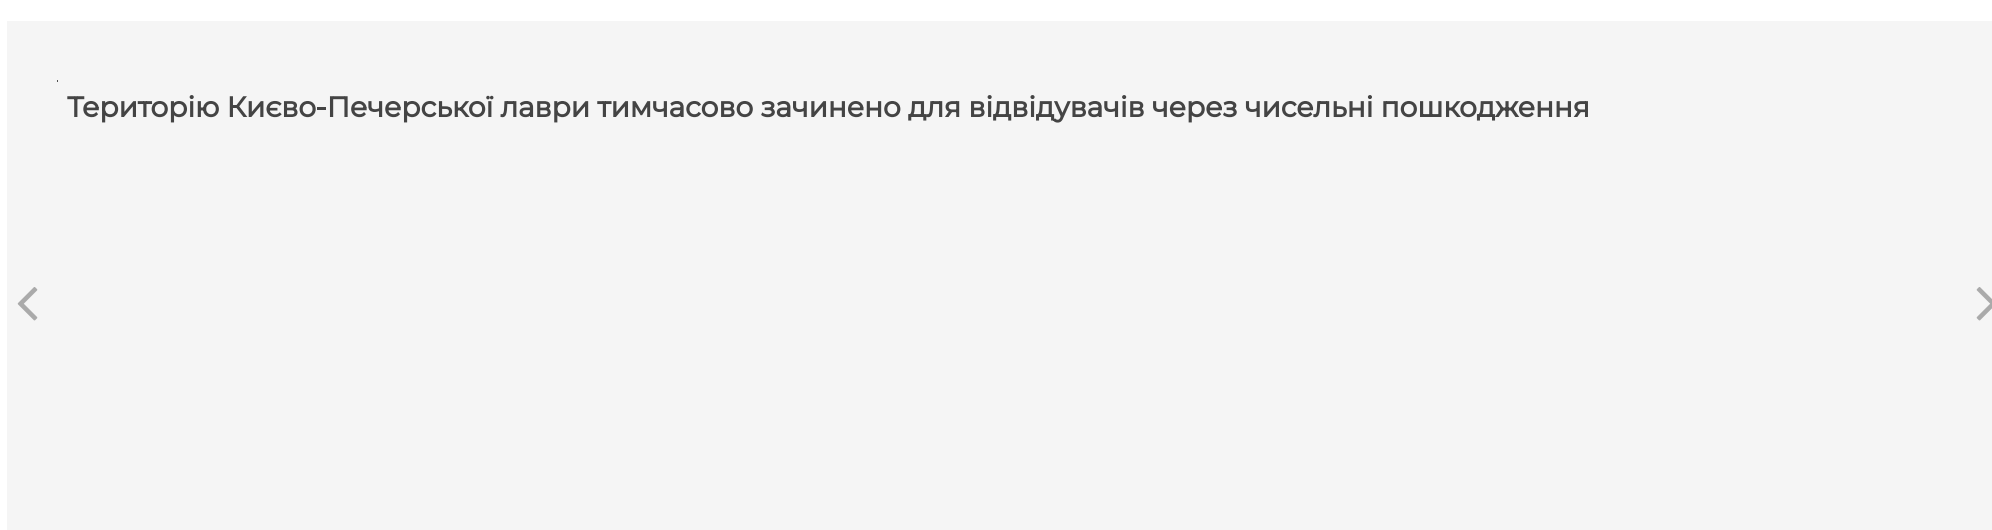 Територію Києво-Печерської лаври тимчасово зачинено для відвідувачів через чисельні пошкодження